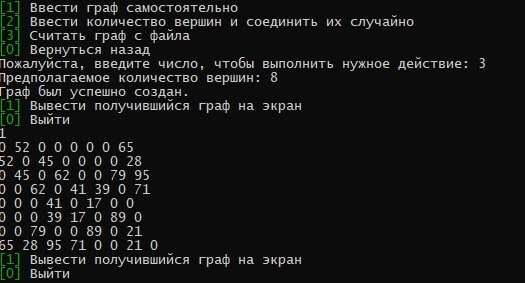 [1] Ввести граф самостоятельно
[2] Ввести количество вершин и соединить их случайно
[3] Считать граф с файла
[0] Вернуться назад
Пожалуйста, введите число, чтобы выполнить нужное действие: 3
Предполагаемое количество вершин: 8
Граф был успешно создан.
[1] Вывести получившийся граф на экран
[0] Выйти
1
0 52 0 0 0 0 0 65
52 0 45 0 0 0 0 28
0 45 0 62 0 0 79 95
0 0 62 0 41 39 0 71
0 0 0 41 0 17 0 0
0 0 0 39 17 0 89 0
0 0 79 0 0 89 0 21
65 28 95 71 0 0 21 0
[1] Вывести получившийся граф на экран
[0] Выйти